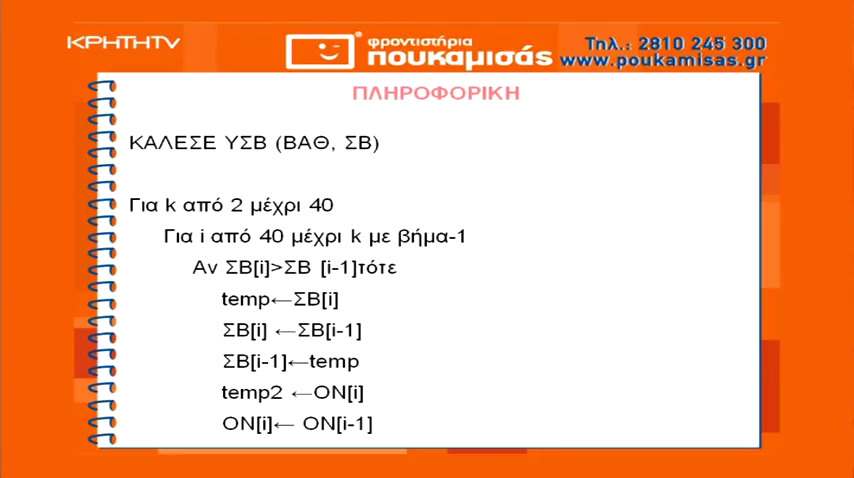 ΚΡΗΤΗTV
φροντιστήρια
πουκαμισάς
Τηλ.: 2810 245 300
www.poukamisas.gr
ΠΛΗΡΟΦΟΡΙΚΗ
ΚΑΛΕΣΕ ΥΣΒ (ΒΑΘ, ΣΒ)
Για k από 2 μέχρι 40
Για i από 40 μέχρι k με βήμα-1
Αν ΣΒ[i]>ΣΒ [i-1]τότε
temp←ΣΒ[i]
ΣΒ[i] ←ΣΒ[i-1]
ΣΒ[i-1]←temp
temp2 ←ΟΝ[i]
ΟΝ[i]← ΟΝ[i-1]